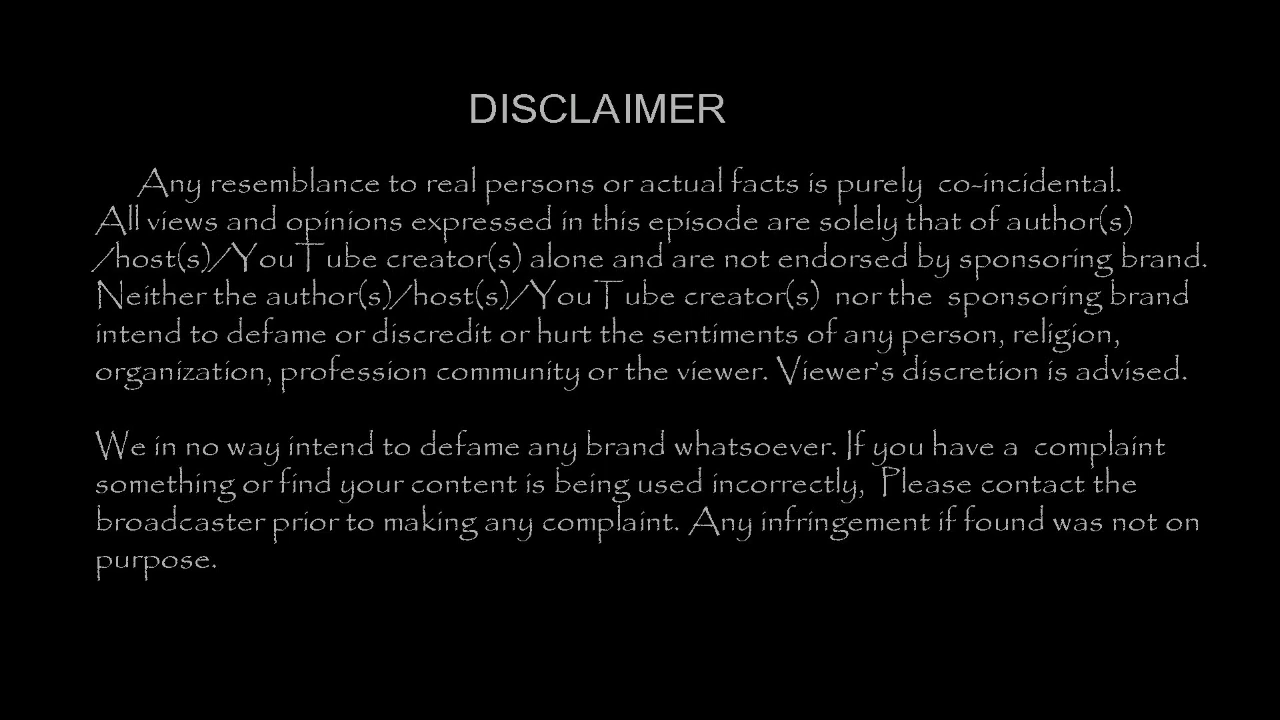 DISCLAIMER
Any resemblance to real persons or actual facts is purely co-incidental.
All views and opinions expressed in this episode are solely that of author(s)
/host(s)/YouTube creator(s) alone and are not endorsed by sponsoring brand.
Neither the author(s)/host(s)/YouTube creator(s) nor the sponsoring brand
intend to defame or discredit or hurt the sentiments of any person, religion,
organization, profession community or the viewer. Viewer's discretion is advised.
We in no way intend to defame any brand whatsoever. If you have a complaint
something or find your content is being used incorrectly, Please contact the
broadcaster prior to making any complaint. Any infringement if found was not on
purpose.